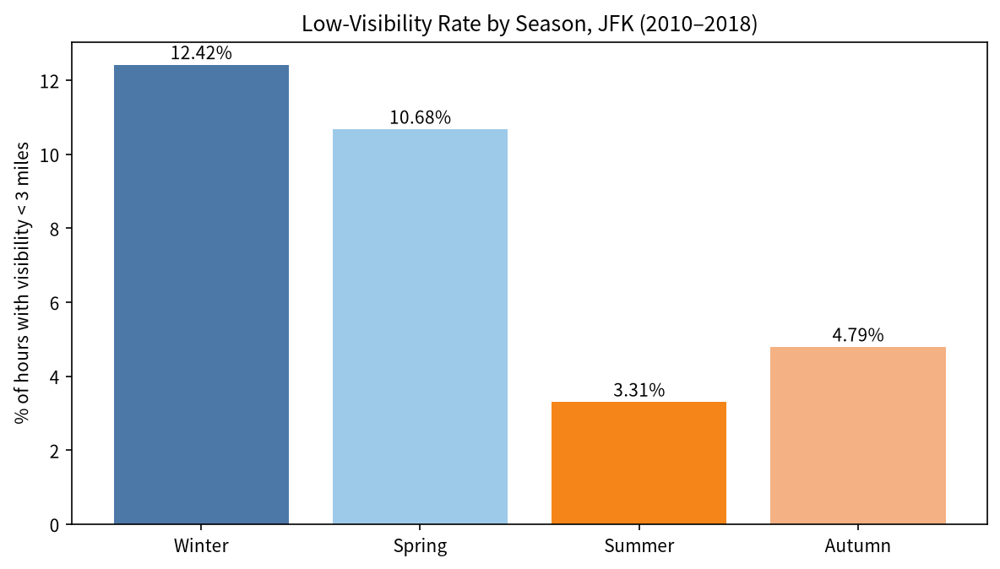 Low-Visibility Rate by Season, JFK (2010–2018)
% of hours with visibility < 3 miles
12
10
8
6
4
2
0
12.42%
10.68%
3.31%
4.79%
Winter
Spring
Summer
Autumn